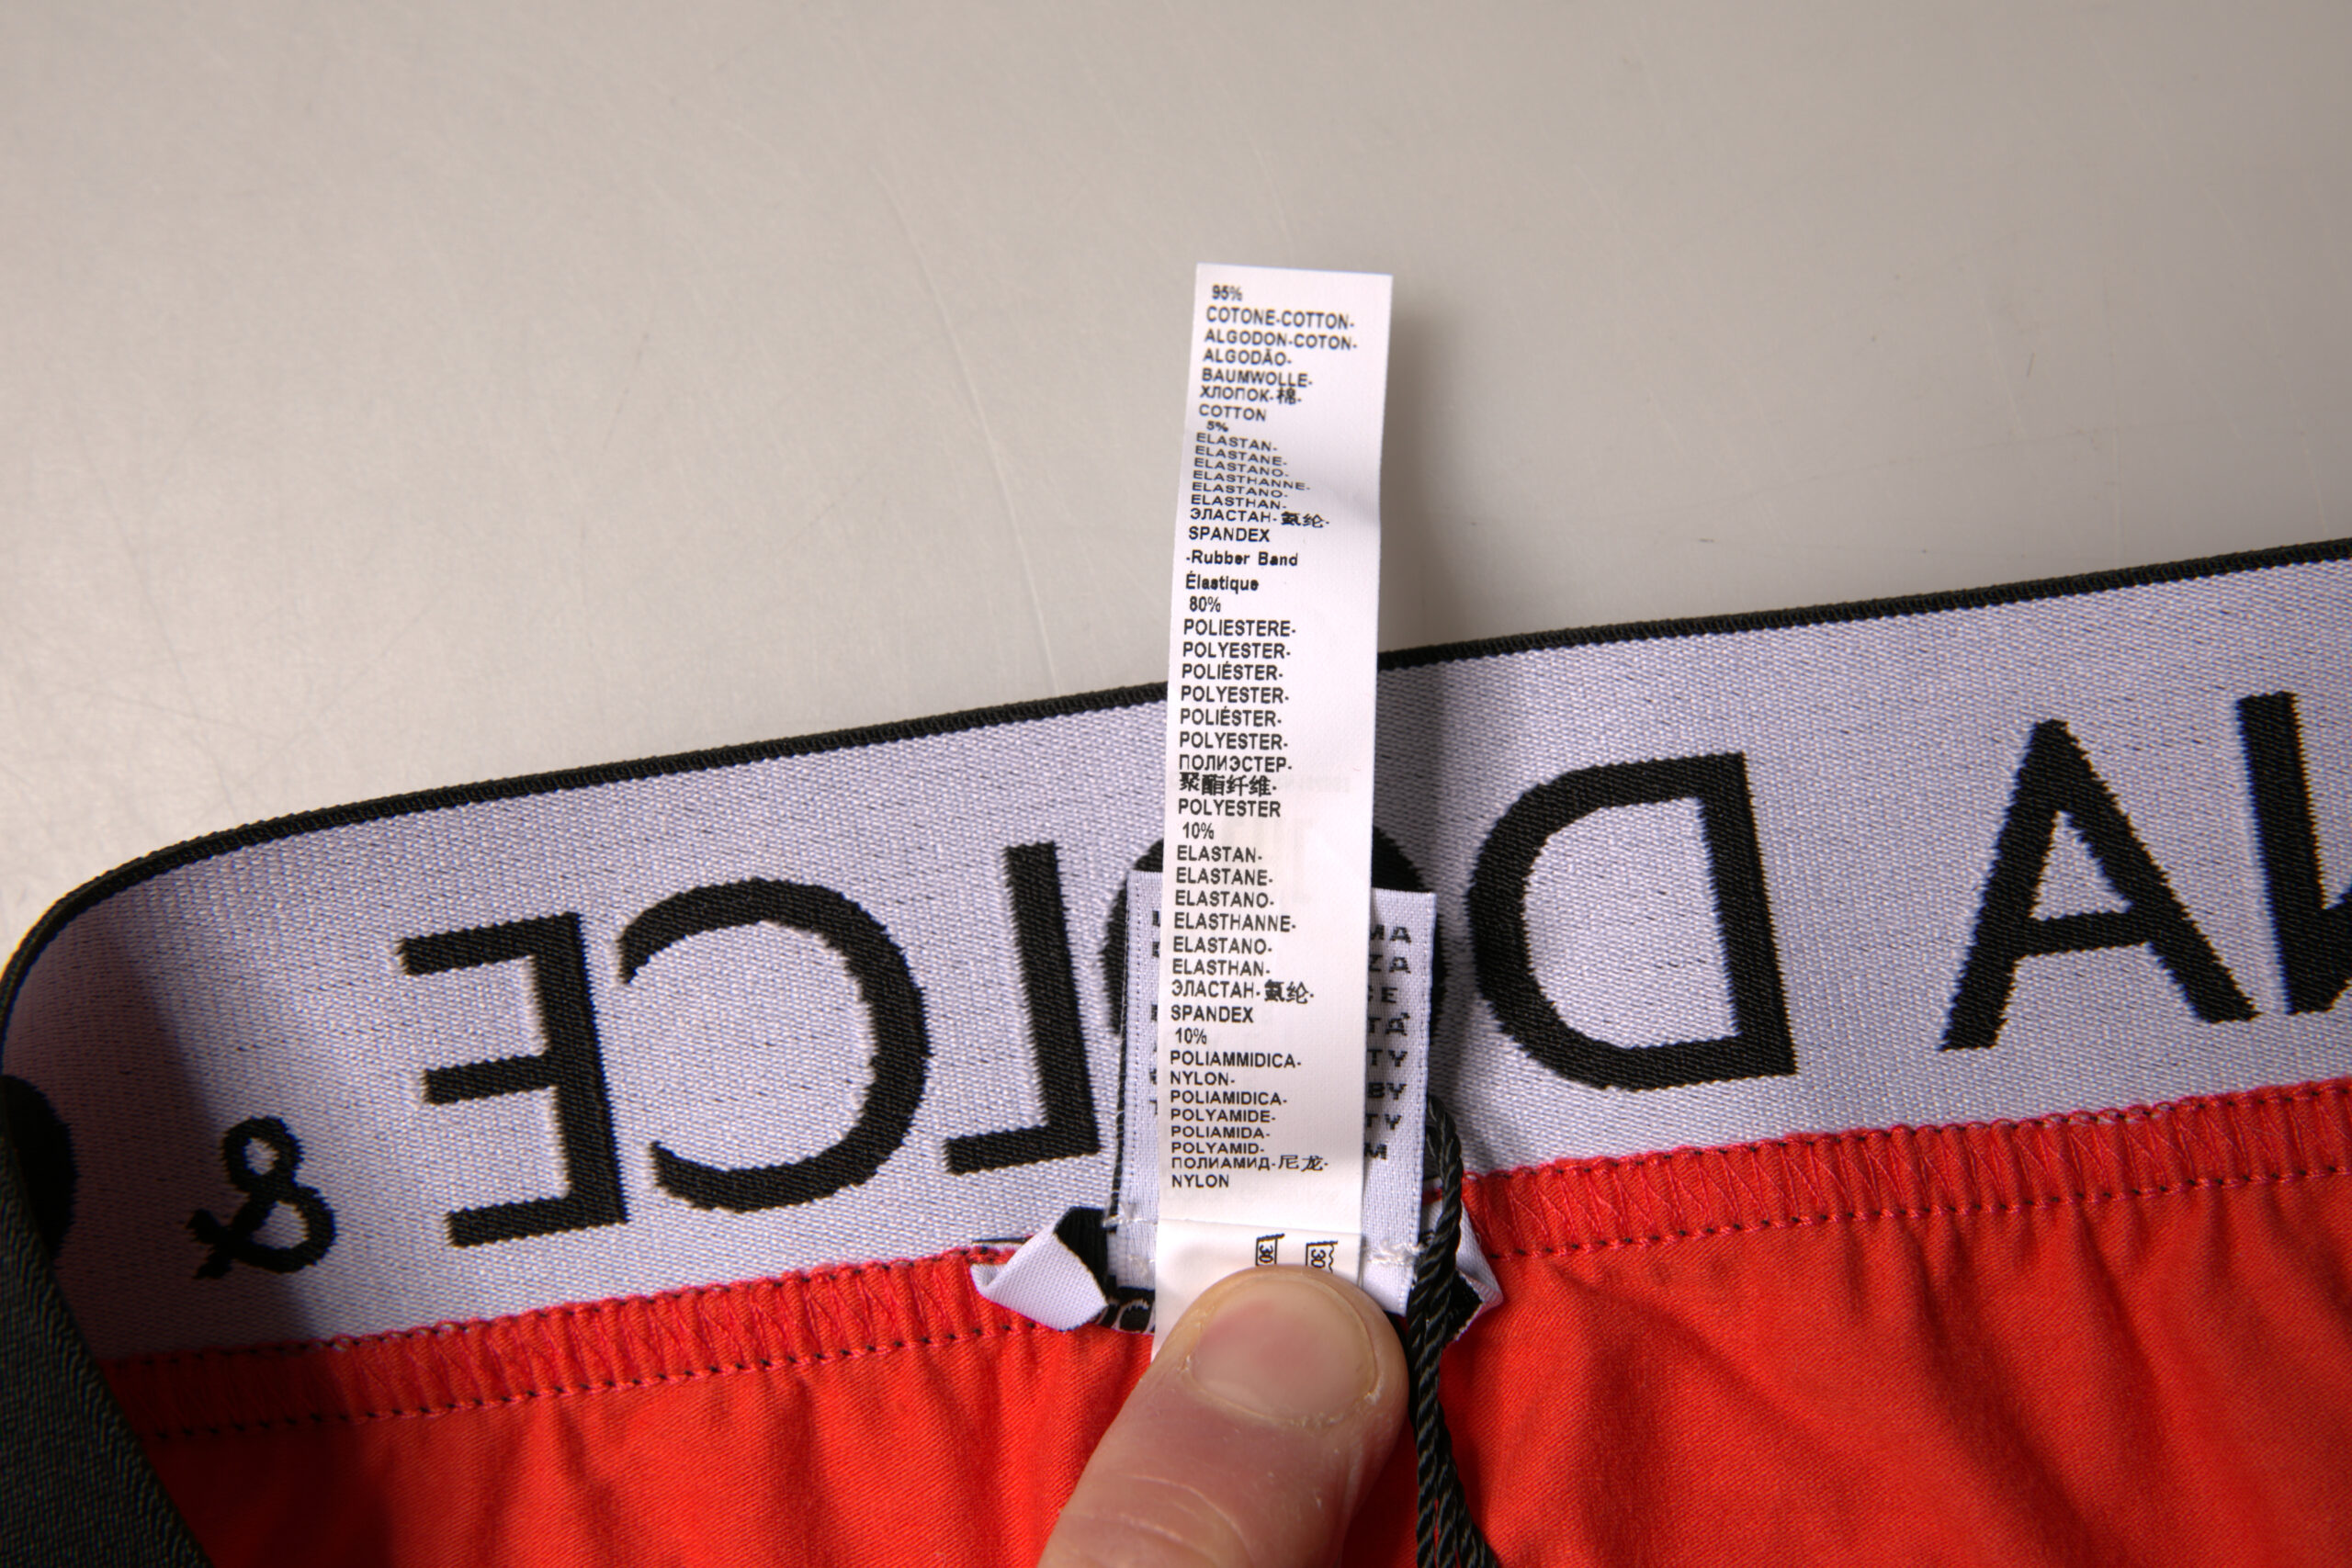 95%
COTONE-COTTON-
ALGODON-COTON-
ALGODÃO-
BAUMWOLLE-
ХЛОПОК-棉-
COTTON
5%
ELASTAN-
ELASTANE-
ELASTANO-
ELASTHANNE-
ELASTANO-
ELASTHAN-
ЭЛАСТАН-氨纶-
SPANDEX
-Rubber Band
Élastique
80%
POLIESTERE-
POLYESTER-
POLIÉSTER-
POLYESTER-
POLIÉSTER-
POLYESTER-
ПОЛИЭСТЕР-
聚酯纤维-
POLYESTER
10%
ELASTAN-
ELASTANE-
ELASTANO-
ELASTHANNE-
ELASTANO-
ELASTHAN-
ЭЛАСТАН-氨纶-
SPANDEX
10%
POLIAMMIDICA-
NYLON-
POLIAMIDICA-
POLYAMIDE-
POLIAMIDA-
POLYAMID-
ПОЛИАМИД-尼龙-
NYLON
30 30
DOLCE &